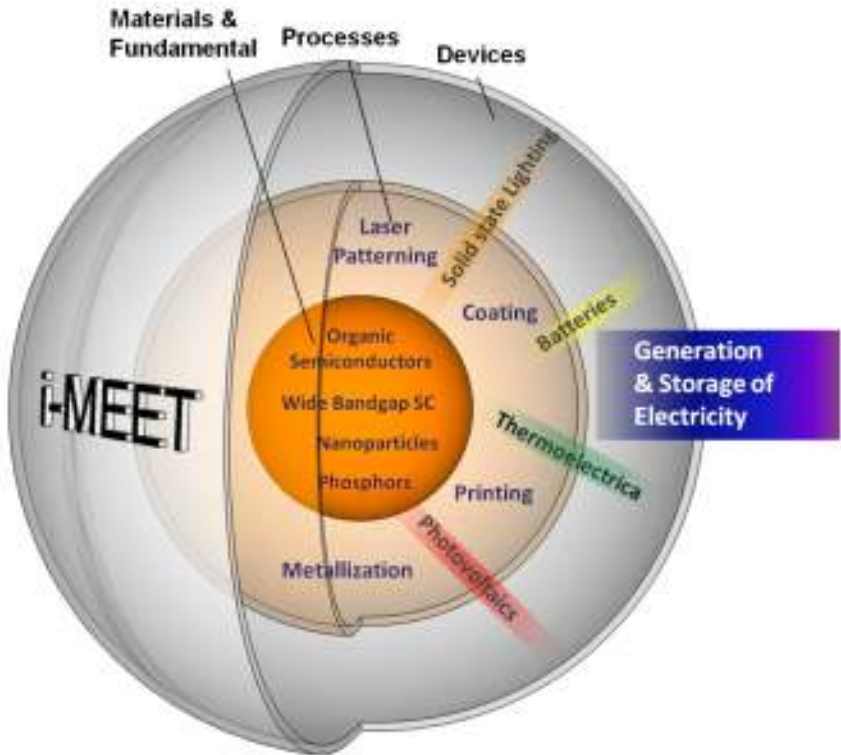 Materials &
Fundamental
Processes
Devices
Solid state Lighting
Laser
Patterning
Coating
Batteries
Organic
Semiconductors
Generation
& Storage of
Electricity
i-MEET
Wide Bandgap SC
Nanoparticles
Thermoelectrica
Phosphors
Printing
Photovoltaics
Metallization